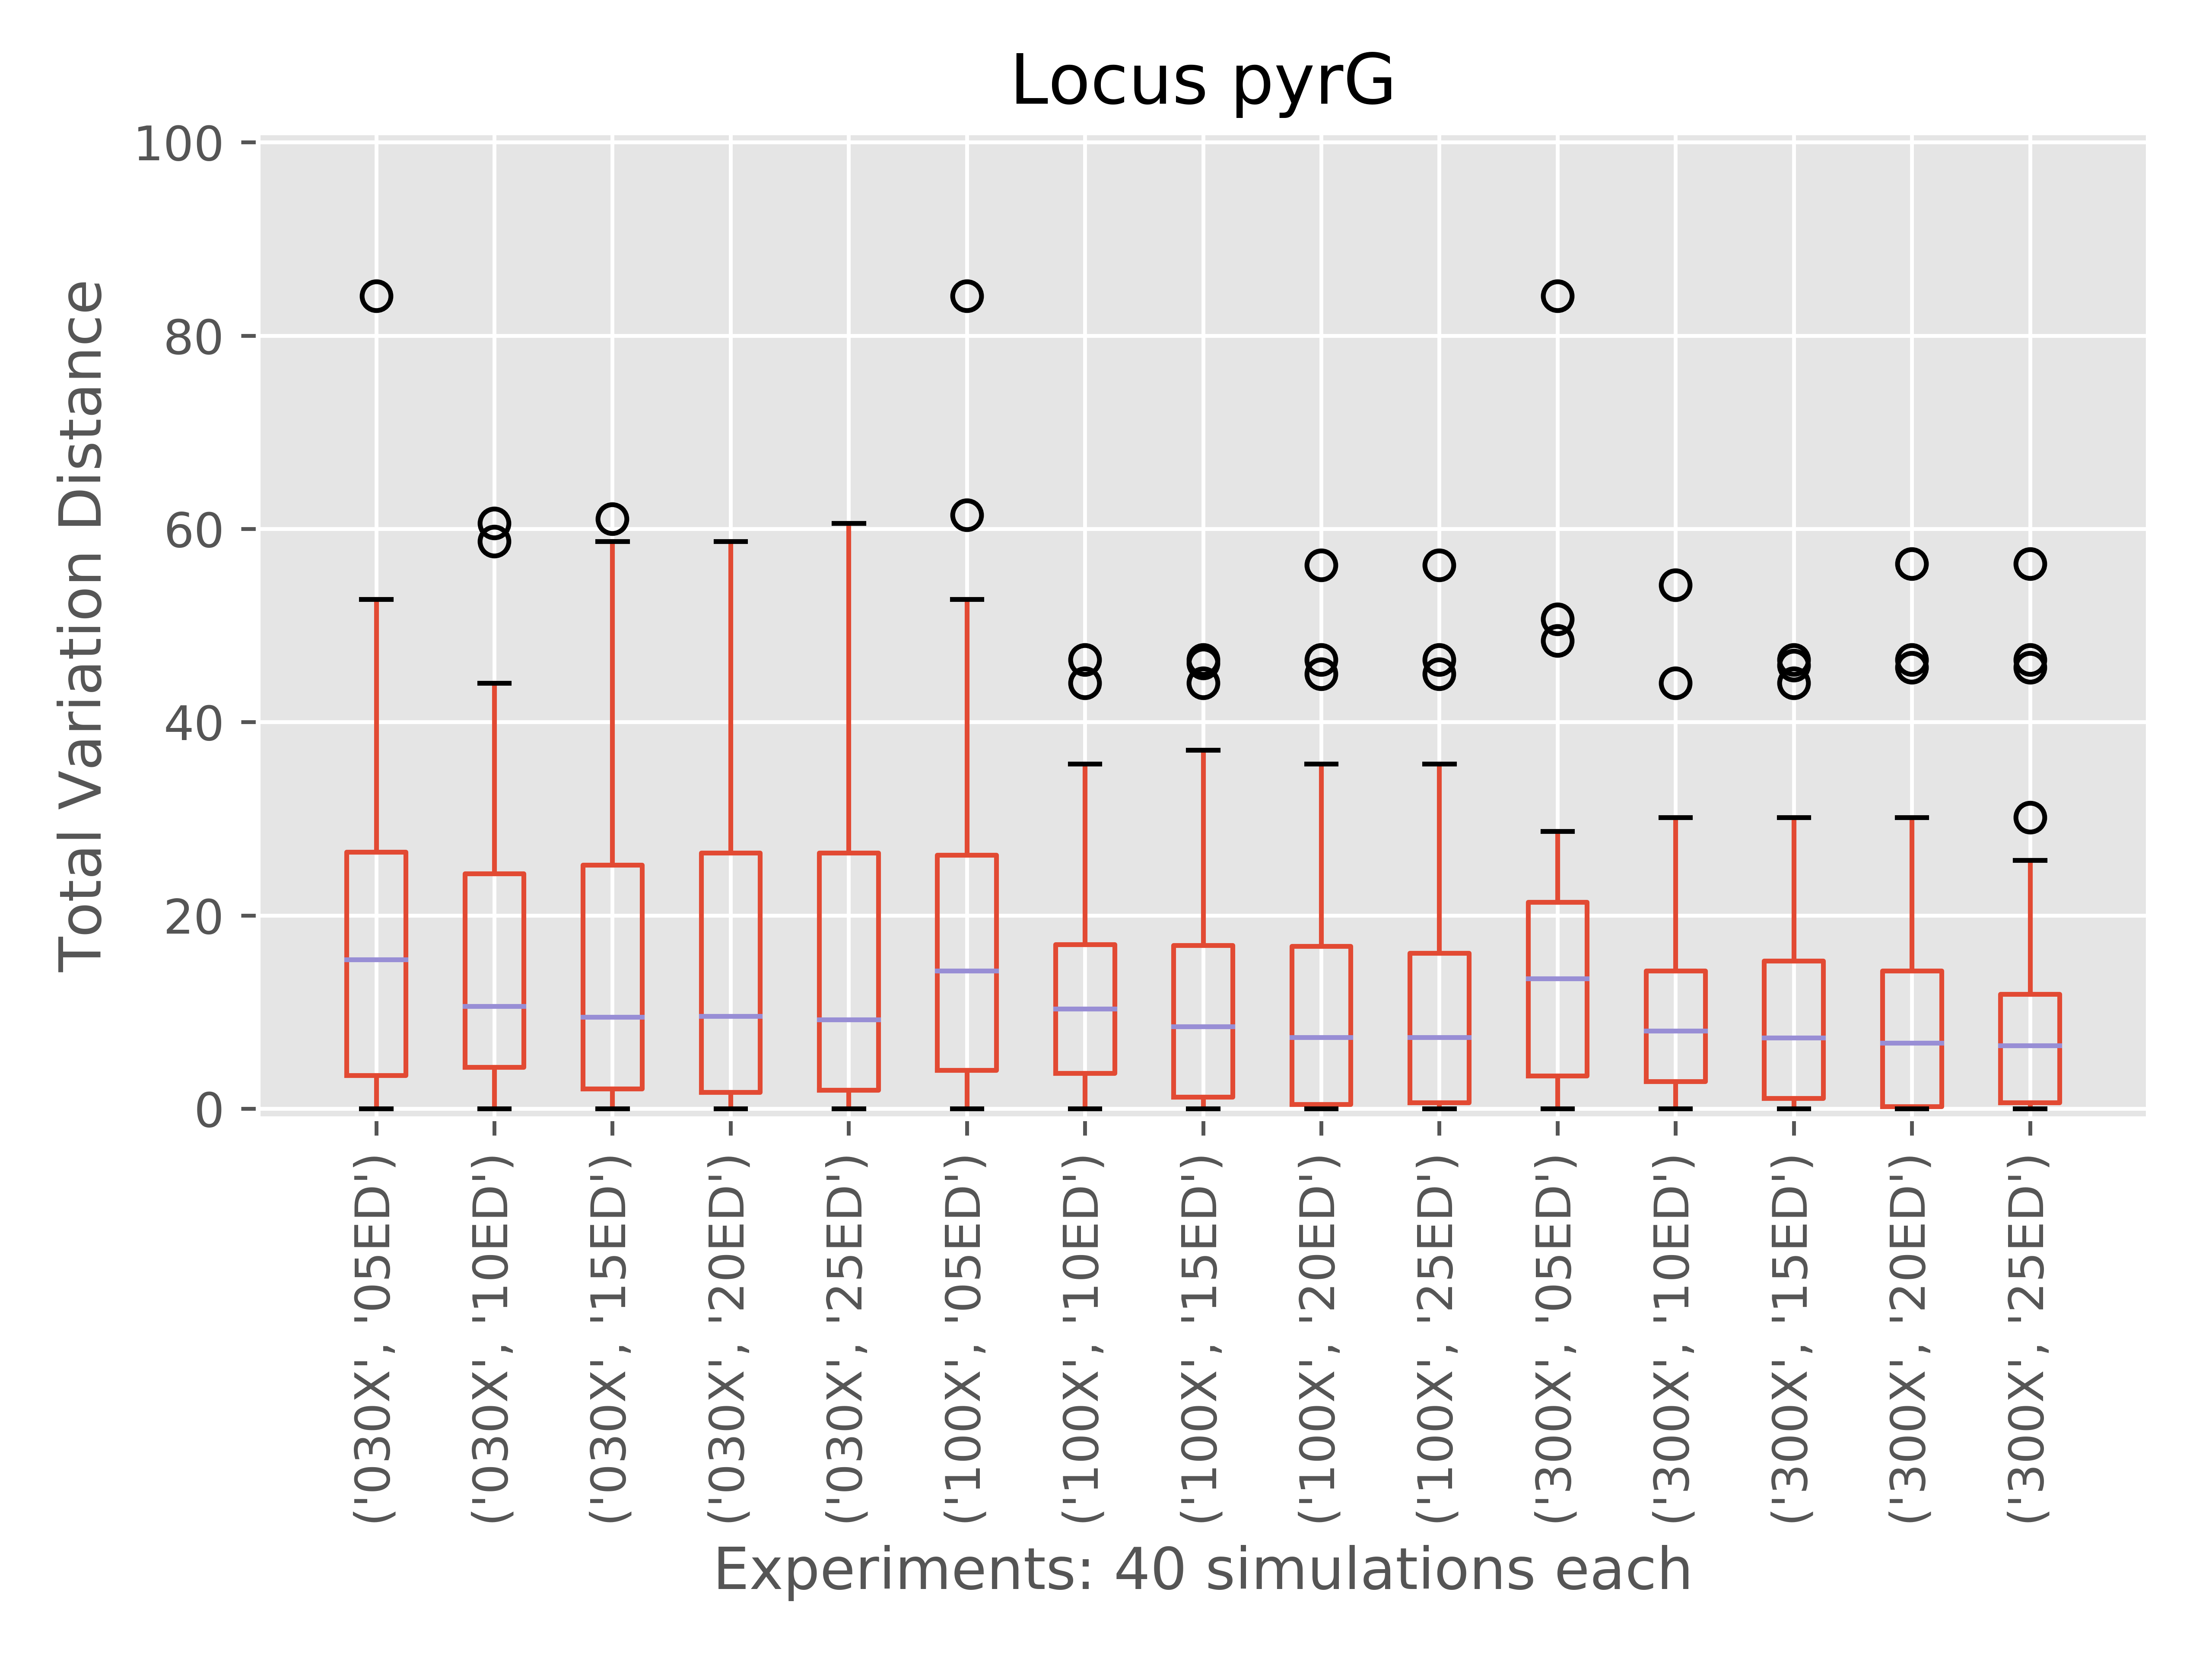 Locus pyrG
Total Variation Distance
100
80
60
40
20
0
('030X', '05ED')
('030X', '10ED')
('030X', '15ED')
('030X', '20ED')
('030X', '25ED')
('100X', '05ED')
('100X', '10ED')
('100X', '15ED')
('100X', '20ED')
('100X', '25ED')
('300X', '05ED')
('300X', '10ED')
('300X', '15ED')
('300X', '20ED')
('300X', '25ED')
Experiments: 40 simulations each